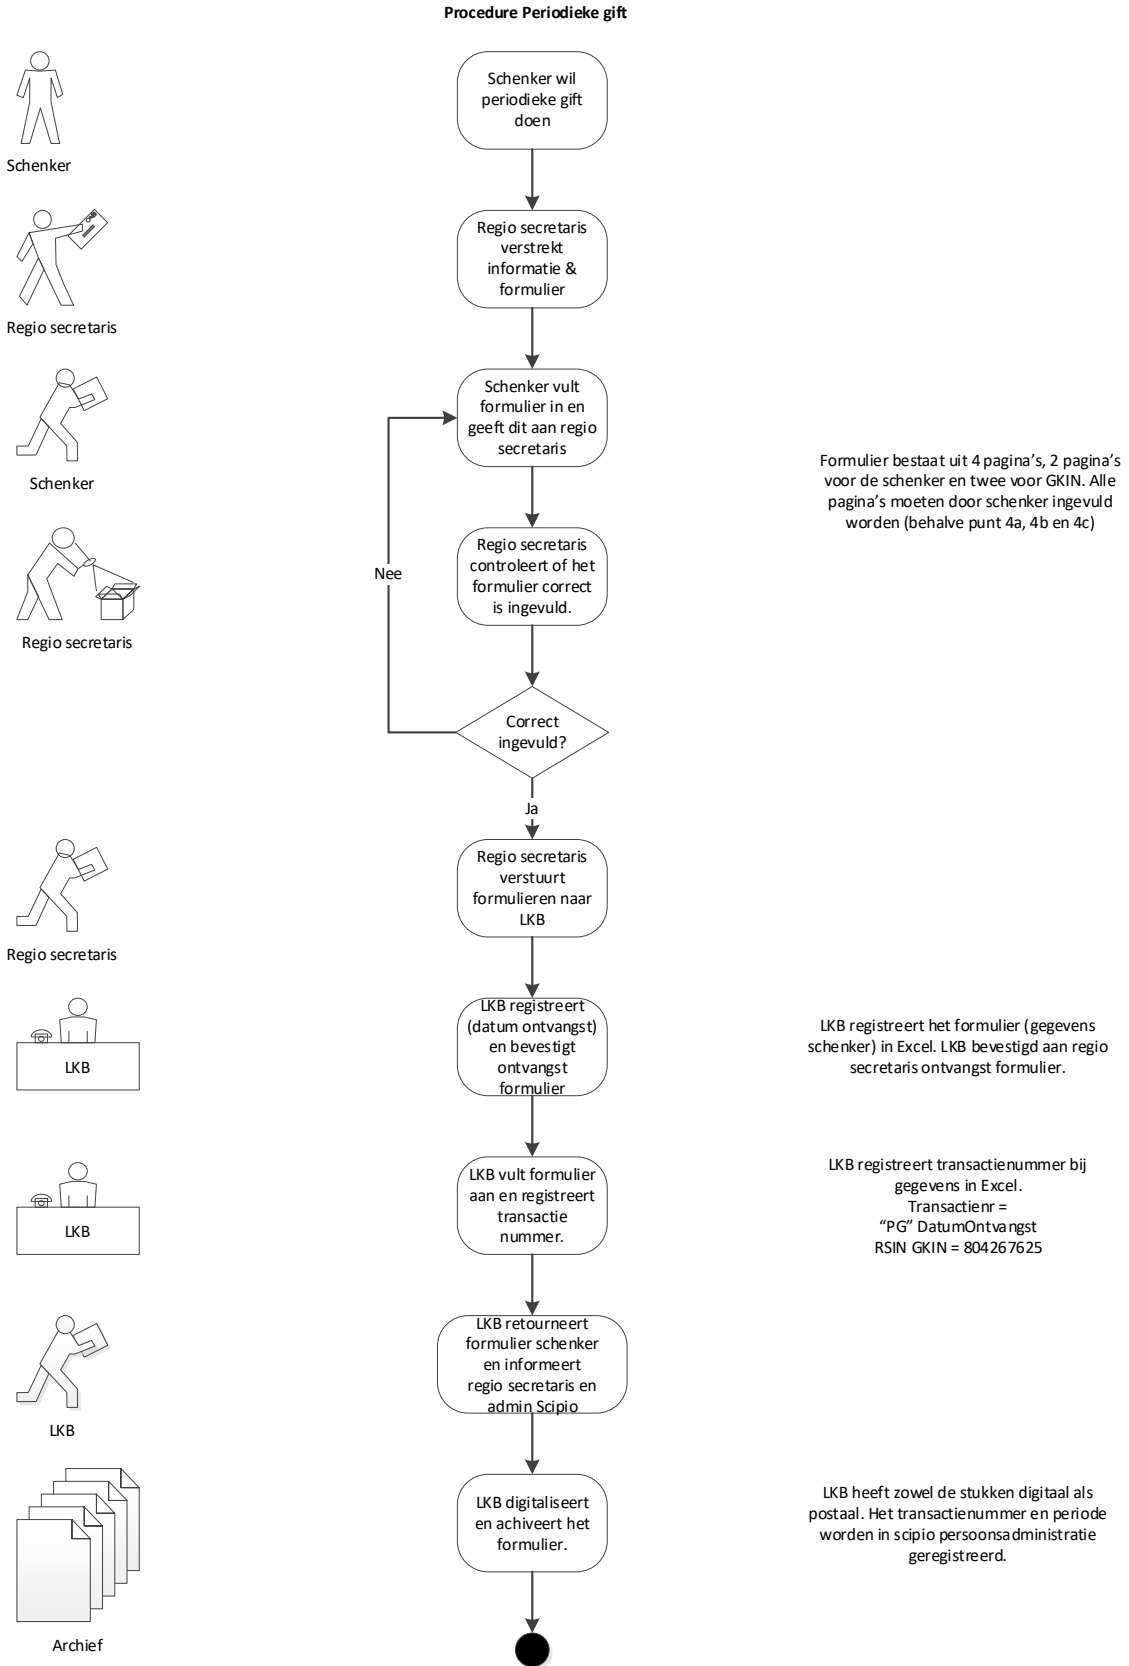 Procedure Periodieke gift
Schenker wil
periodieke gift
doen
Schenker
Regio secretaris
verstrekt
informatie &
formulier
Regio secretaris
Schenker vult
formulier in en
geeft dit aan regio
secretaris
Schenker
Formulier bestaat uit 4 pagina's, 2 pagina's
voor de schenker en twee voor GKIN. Alle
pagina's moeten door schenker ingevuld
worden (behalve punt 4a, 4b en 4c)
Regio secretaris
controleert of het
formulier correct
is ingevuld.
Nee
Regio secretaris
Correct
ingevuld?
Ja
Regio secretaris
verstuurt
formulieren naar
LKB
Regio secretaris
LKB registreert
(datum ontvangst)
en bevestigt
ontvangst
formulier
LKB
LKB registreert het formulier (gegevens
schenker) in Excel. LKB bevestigd aan regio
secretaris ontvangst formulier.
LKB vult formulier
aan en registreert
transactie
nummer.
LKB
LKB registreert transactienummer bij
gegevens in Excel.
Transactienr =
“PG” DatumOntvangst
RSIN GKIN = 804267625
LKB retourneert
formulier schenker
en informeert
regio secretaris en
admin Scipio
LKB
LKB digitaliseert
en achiveert het
formulier.
LKB heeft zowel de stukken digitaal als
postaal. Het transactienummer en periode
worden in scipio persoonsadministratie
geregistreerd.
Archief